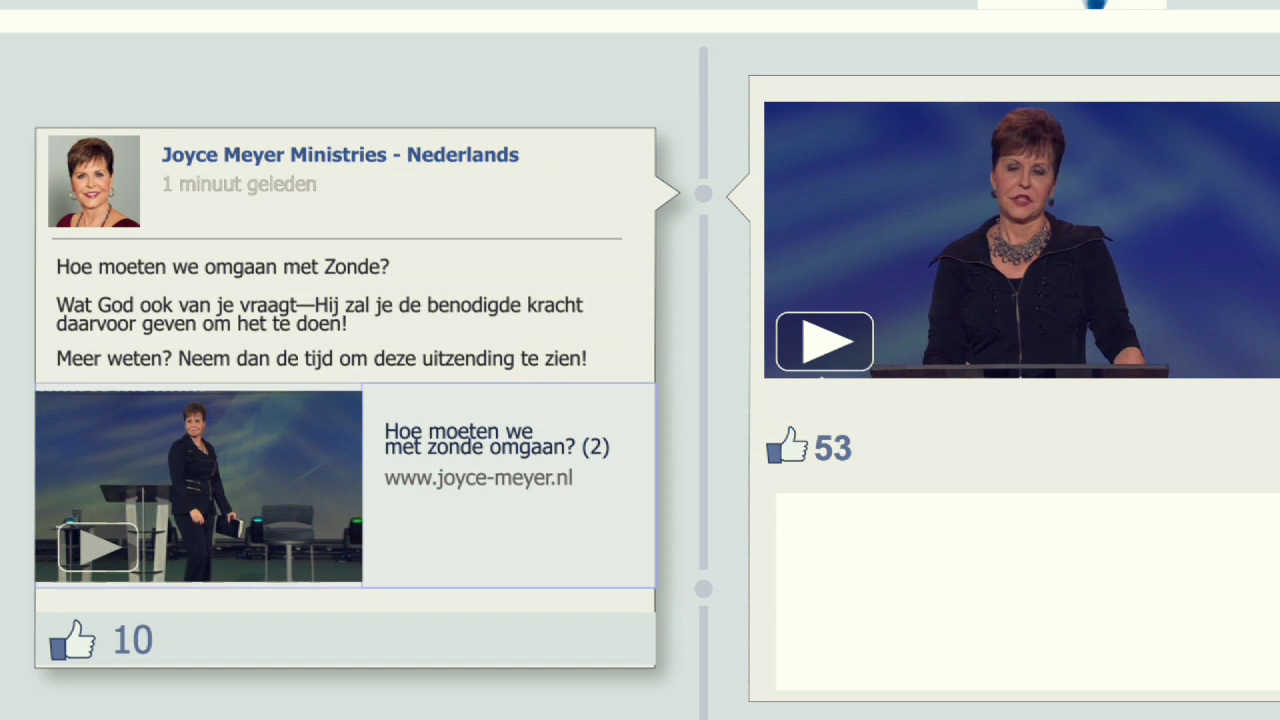 Joyce Meyer Ministries - Nederlands
1 minuut geleden
Hoe moeten we omgaan met Zonde?
Wat God ook van je vraagt—Hij zal je de benodigde kracht
daarvoor geven om het te doen!
Meer weten? Neem dan de tijd om deze uitzending te zien!
Hoe moeten we
met zonde omgaan? (2)
www.joyce-meyer.nl
10
53